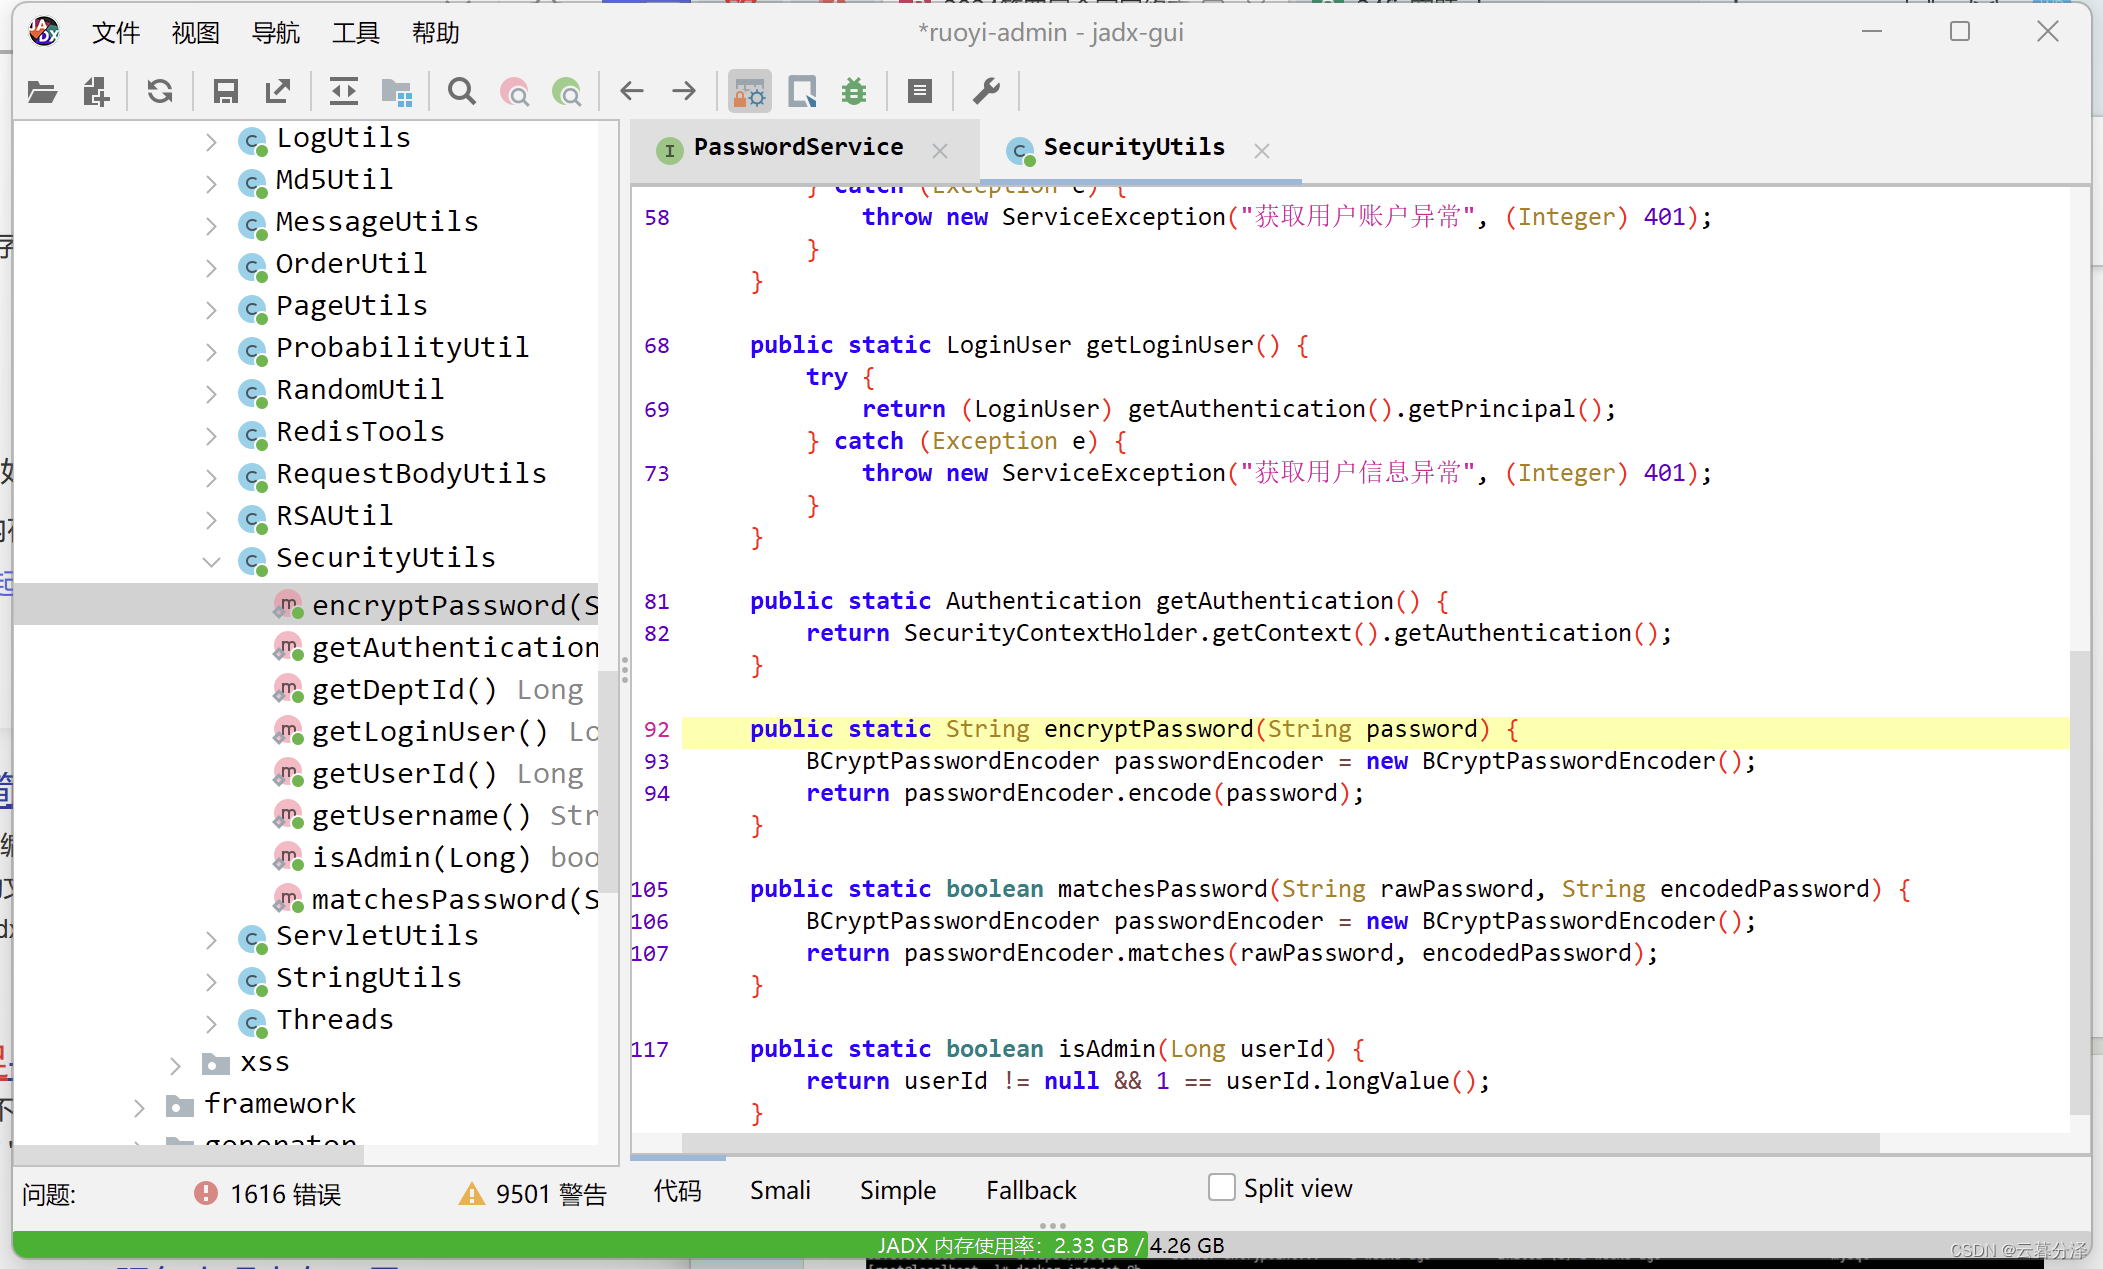 文件 视图 导航 工具 帮助
*ruoyi-admin - jadx-gui
LogUtils
Md5Util
MessageUtils
OrderUtil
PageUtils
ProbabilityUtil
RandomUtil
RedisTools
RequestBodyUtils
RSAUtil
SecurityUtils
encryptPassword(S
getAuthentication
getDeptId() Long
getLoginUser() Lo
getUserId() Long
getUsername() Str
isAdmin(Long) boo
matchesPassword(S
ServletUtils
StringUtils
Threads
xss
framework
generator
PasswordService
SecurityUtils
} catch (Exception e) {
58 throw new ServiceException("获取用户账户异常", (Integer) 401);
}
}
68 public static LoginUser getLoginUser() {
try {
69 return (LoginUser) getAuthentication().getPrincipal();
} catch (Exception e) {
73 throw new ServiceException("获取用户信息异常", (Integer) 401);
}
}
81 public static Authentication getAuthentication() {
82 return SecurityContextHolder.getContext().getAuthentication();
}
92 public static String encryptPassword(String password) {
93 BCryptPasswordEncoder passwordEncoder = new BCryptPasswordEncoder();
94 return passwordEncoder.encode(password);
}
105 public static boolean matchesPassword(String rawPassword, String encodedPassword) {
106 BCryptPasswordEncoder passwordEncoder = new BCryptPasswordEncoder();
107 return passwordEncoder.matches(rawPassword, encodedPassword);
}
117 public static boolean isAdmin(Long userId) {
return userId != null && 1 == userId.longValue();
}
问题: 1616 错误 9501 警告
代码 Smali Simple Fallback Split view
JADX 内存使用率: 2.33 GB / 4.26 GB
CSDN @云暮分泽